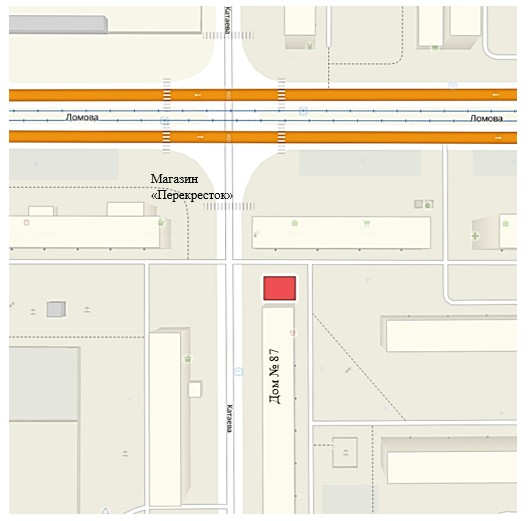 Катаева
Ломова
Ломова
Магазин
«Перекресток»
Дом № 87
Катаева